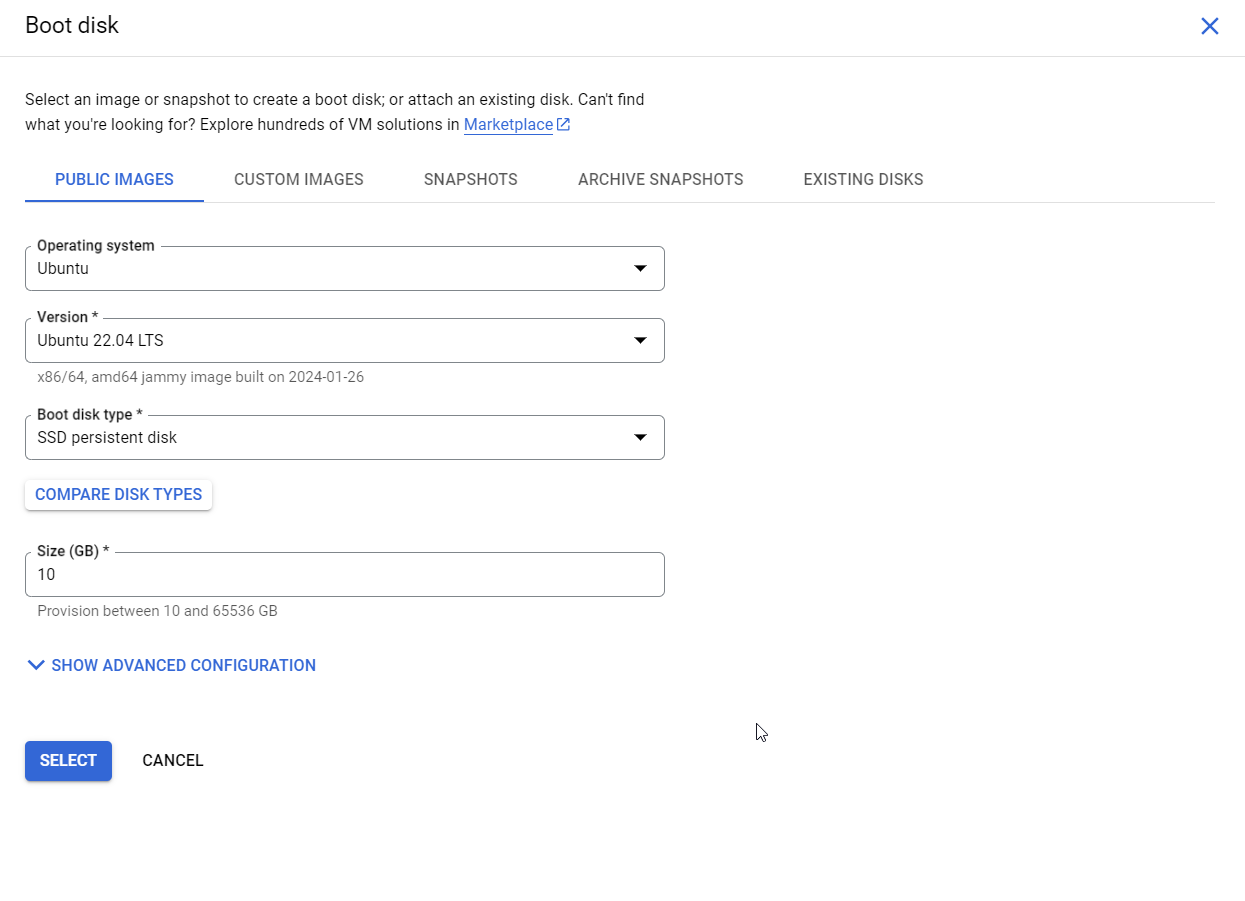 Boot disk
Select an image or snapshot to create a boot disk; or attach an existing disk. Can't find
what you're looking for? Explore hundreds of VM solutions in Marketplace
PUBLIC IMAGES CUSTOM IMAGES SNAPSHOTS ARCHIVE SNAPSHOTS EXISTING DISKS
Operating system
Ubuntu
Version *
Ubuntu 22.04 LTS
x86/64, amd64 jammy image built on 2024-01-26
Boot disk type *
SSD persistent disk
COMPARE DISK TYPES
Size (GB) *
10
Provision between 10 and 65536 GB
SHOW ADVANCED CONFIGURATION
SELECT CANCEL